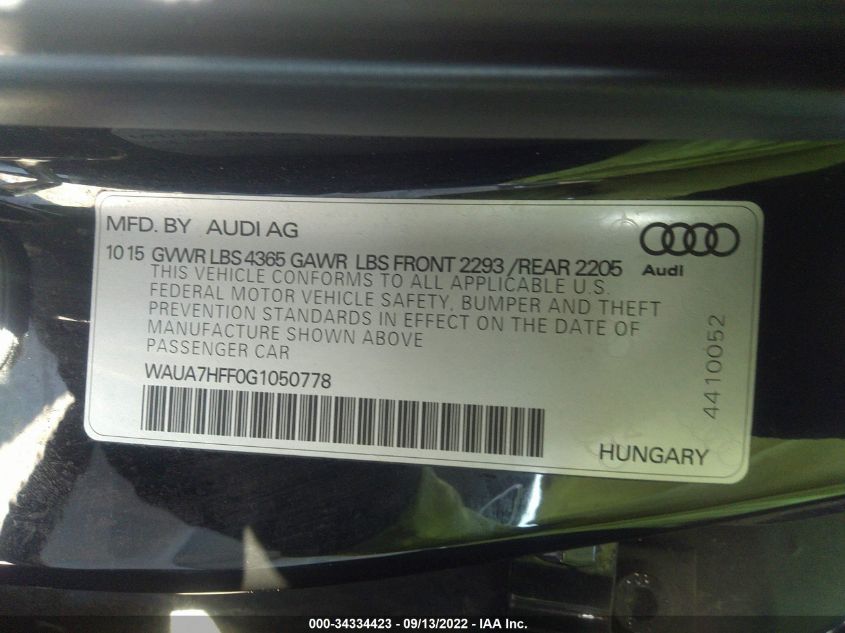 MFD. BY AUDI AG
10 15 GVWR LBS 4365 GAWR LBS FRONT 2293 /REAR 2205
THIS VEHICLE CONFORMS TO ALL APPLICABLE U.S.
FEDERAL MOTOR VEHICLE SAFETY, BUMPER AND THEFT
PREVENTION STANDARDS IN EFFECT ON THE DATE OF
MANUFACTURE SHOWN ABOVE
PASSENGER CAR
WAUA7HFF0G1050778
Audi
4410052
HUNGARY
000-34334423 - 09/13/2022 - IAA Inc.